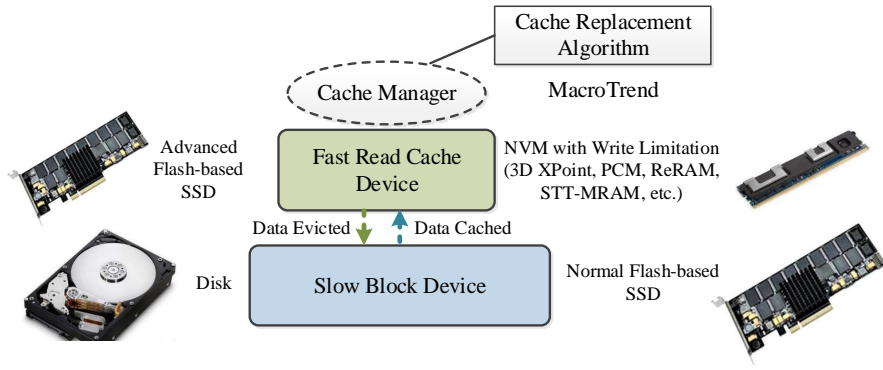 Cache Replacement
Algorithm
Cache Manager
MacroTrend
Advanced
Flash-based
SSD
Fast Read Cache
Device
NVM with Write Limitation
(3D XPoint, PCM, ReRAM,
STT-MRAM, etc.)
Data Evicted
Data Cached
Disk
Slow Block Device
Normal Flash-based
SSD